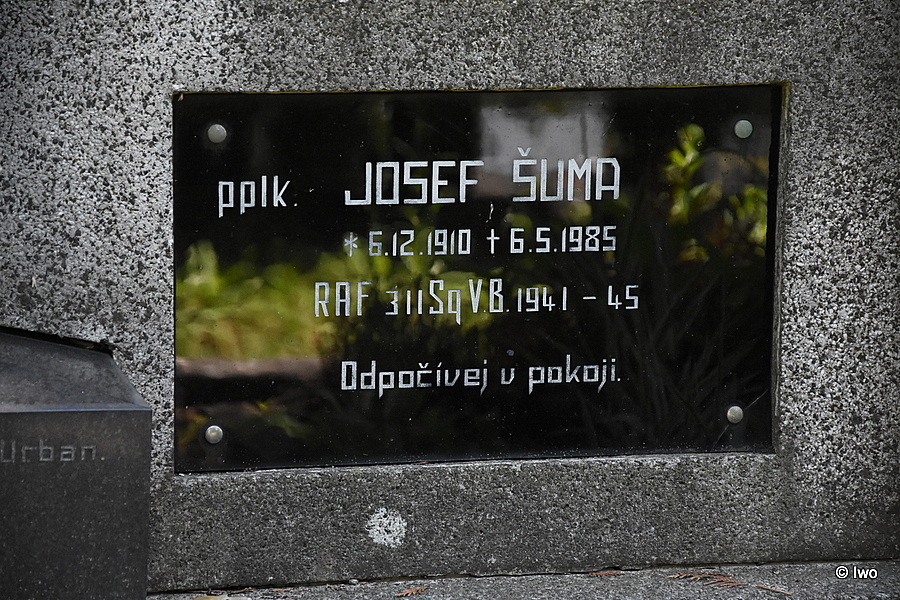 pplk. JOSEF ŠUMA
* 6.12.1910 † 6.5.1985
RAF 311 Sq V.B. 1941 - 45
Odpočívej v pokoji.
Urban.
© Iwo